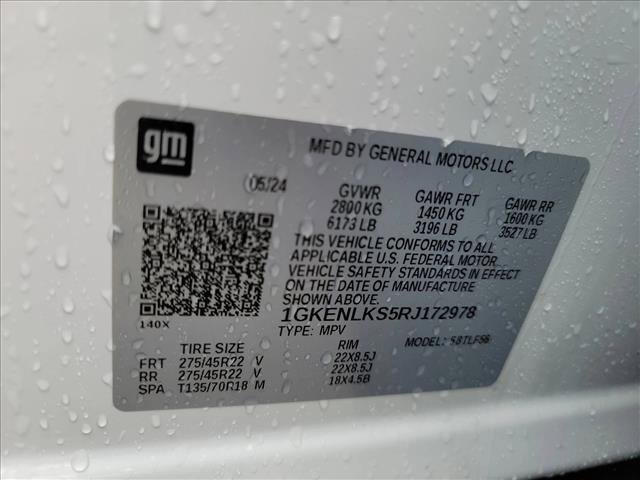 gm
MFD BY GENERAL MOTORS LLC
05/24
GVWR GAWR FRT GAWR RR
2800 KG 1450 KG 1600 KG
6173 LB 3196 LB 3527 LB
THIS VEHICLE CONFORMS TO ALL
APPLICABLE U.S. FEDERAL MOTOR
VEHICLE SAFETY STANDARDS IN EFFECT
ON THE DATE OF MANUFACTURE
SHOWN ABOVE.
1GKENLKS5RJ172978
140X
TYPE: MPV MODEL:
TIRE SIZE RIM
FRT 275/45R22 V 22X8.5J
RR 275/45R22 V 22X8.5J
SPA T135/70R18 M 18X4.5B